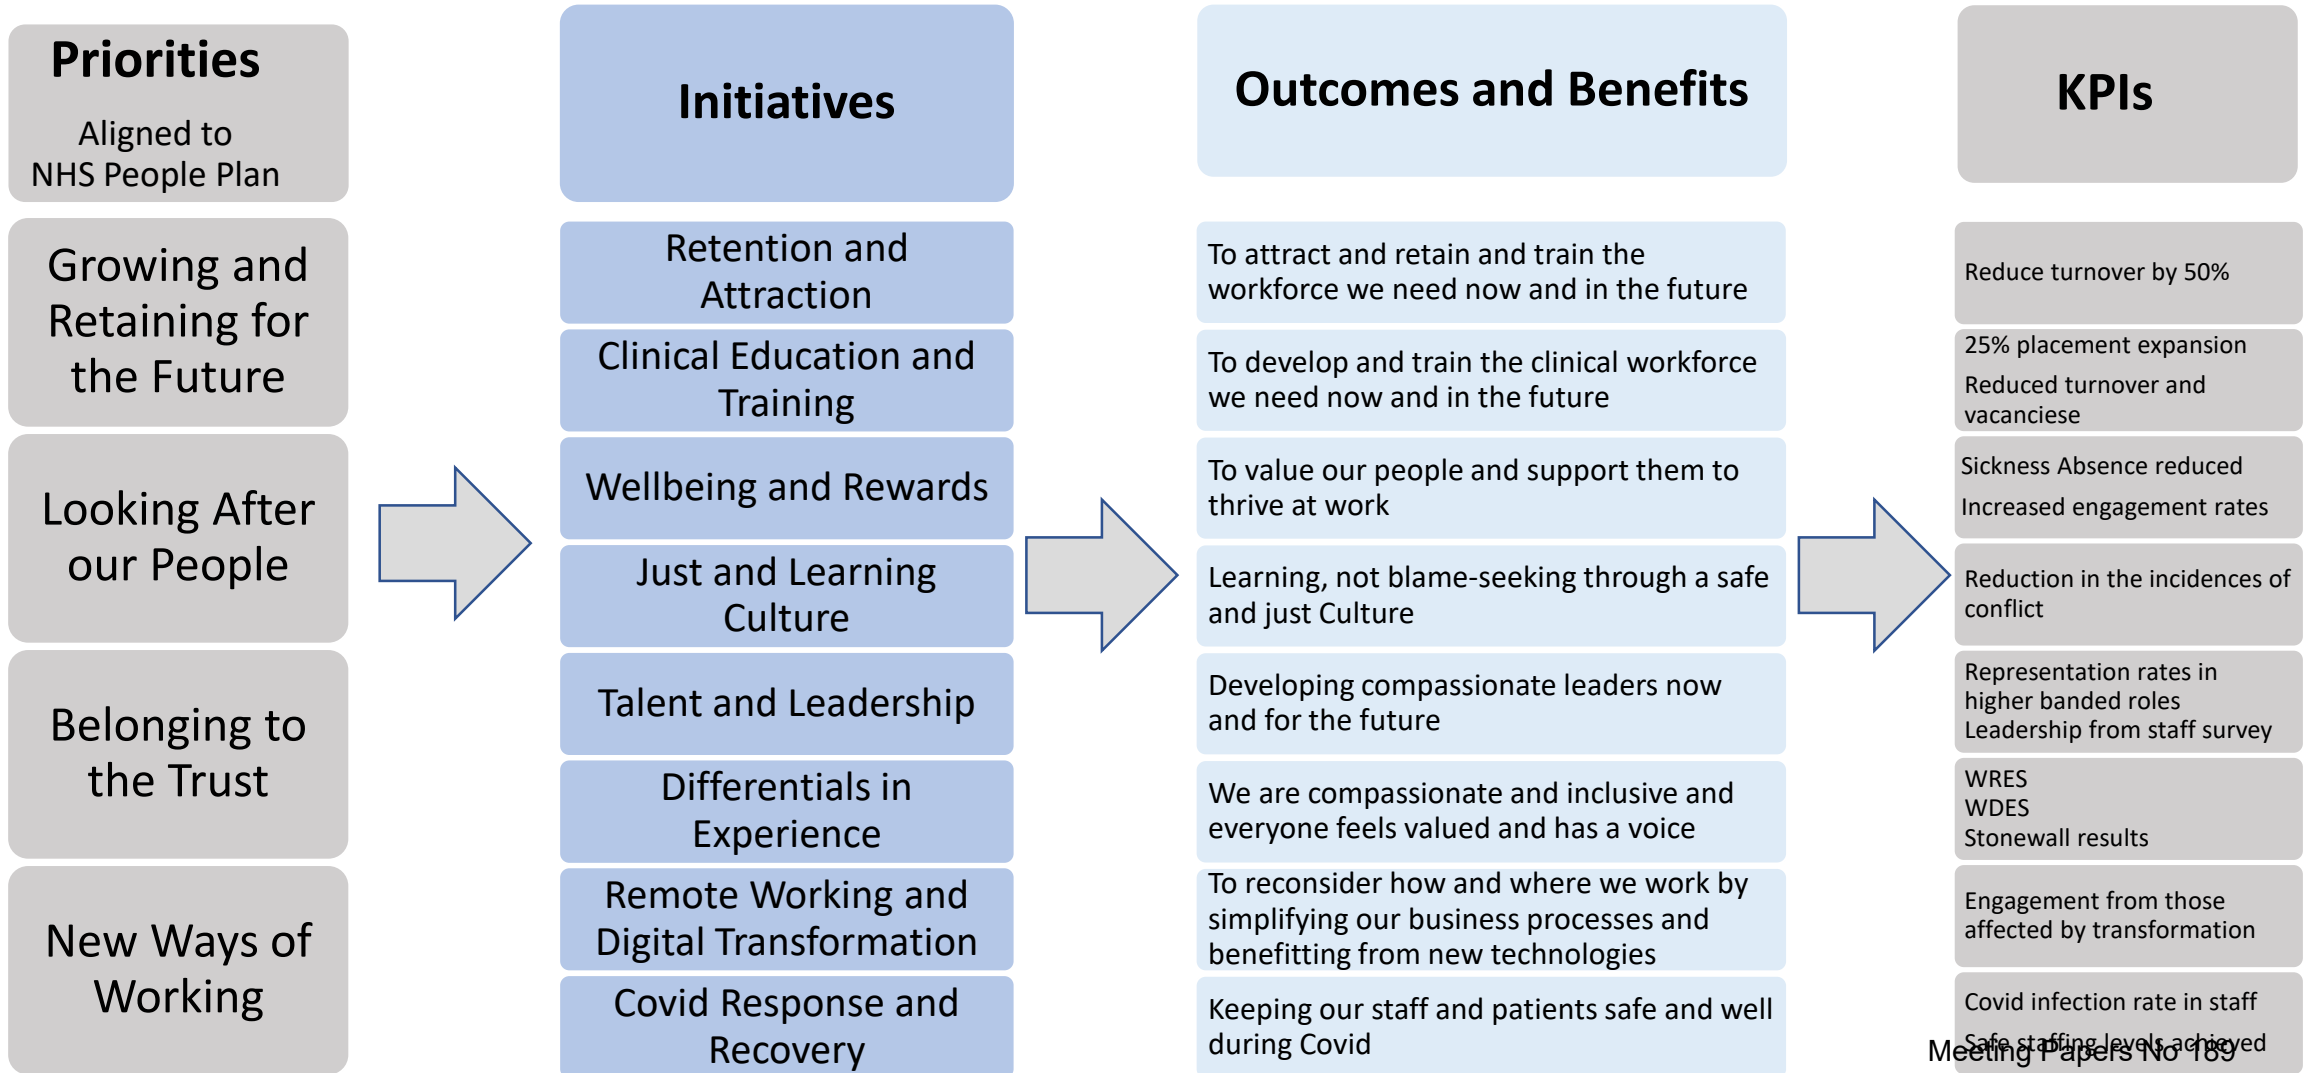 Priorities
Aligned to
NHS People Plan
Growing and
Retaining for
the Future
Looking After
our People
Belonging to
the Trust
New Ways of
Working
Initiatives
Retention and
Attraction
Clinical Education and
Training
Wellbeing and Rewards
Just and Learning
Culture
Talent and Leadership
Differentials in
Experience
Remote Working and
Digital Transformation
Covid Response and
Recovery
Outcomes and Benefits
To attract and retain and train the
workforce we need now and in the future
To develop and train the clinical workforce
we need now and in the future
To value our people and support them to
thrive at work
Learning, not blame-seeking through a safe
and just Culture
Developing compassionate leaders now
and for the future
We are compassionate and inclusive and
everyone feels valued and has a voice
To reconsider how and where we work by
simplifying our business processes and
benefitting from new technologies
Keeping our staff and patients safe and well
during Covid
KPIs
Reduce turnover by 50%
25% placement expansion
Reduced turnover and
vacanciese
Sickness Absence reduced
Increased engagement rates
Reduction in the incidences of
conflict
Representation rates in
higher banded roles
Leadership from staff survey
WRES
WDES
Stonewall results
Engagement from those
affected by transformation
Covid infection rate in staff
Safe staffing levels achieved
Meeting Papers No 189